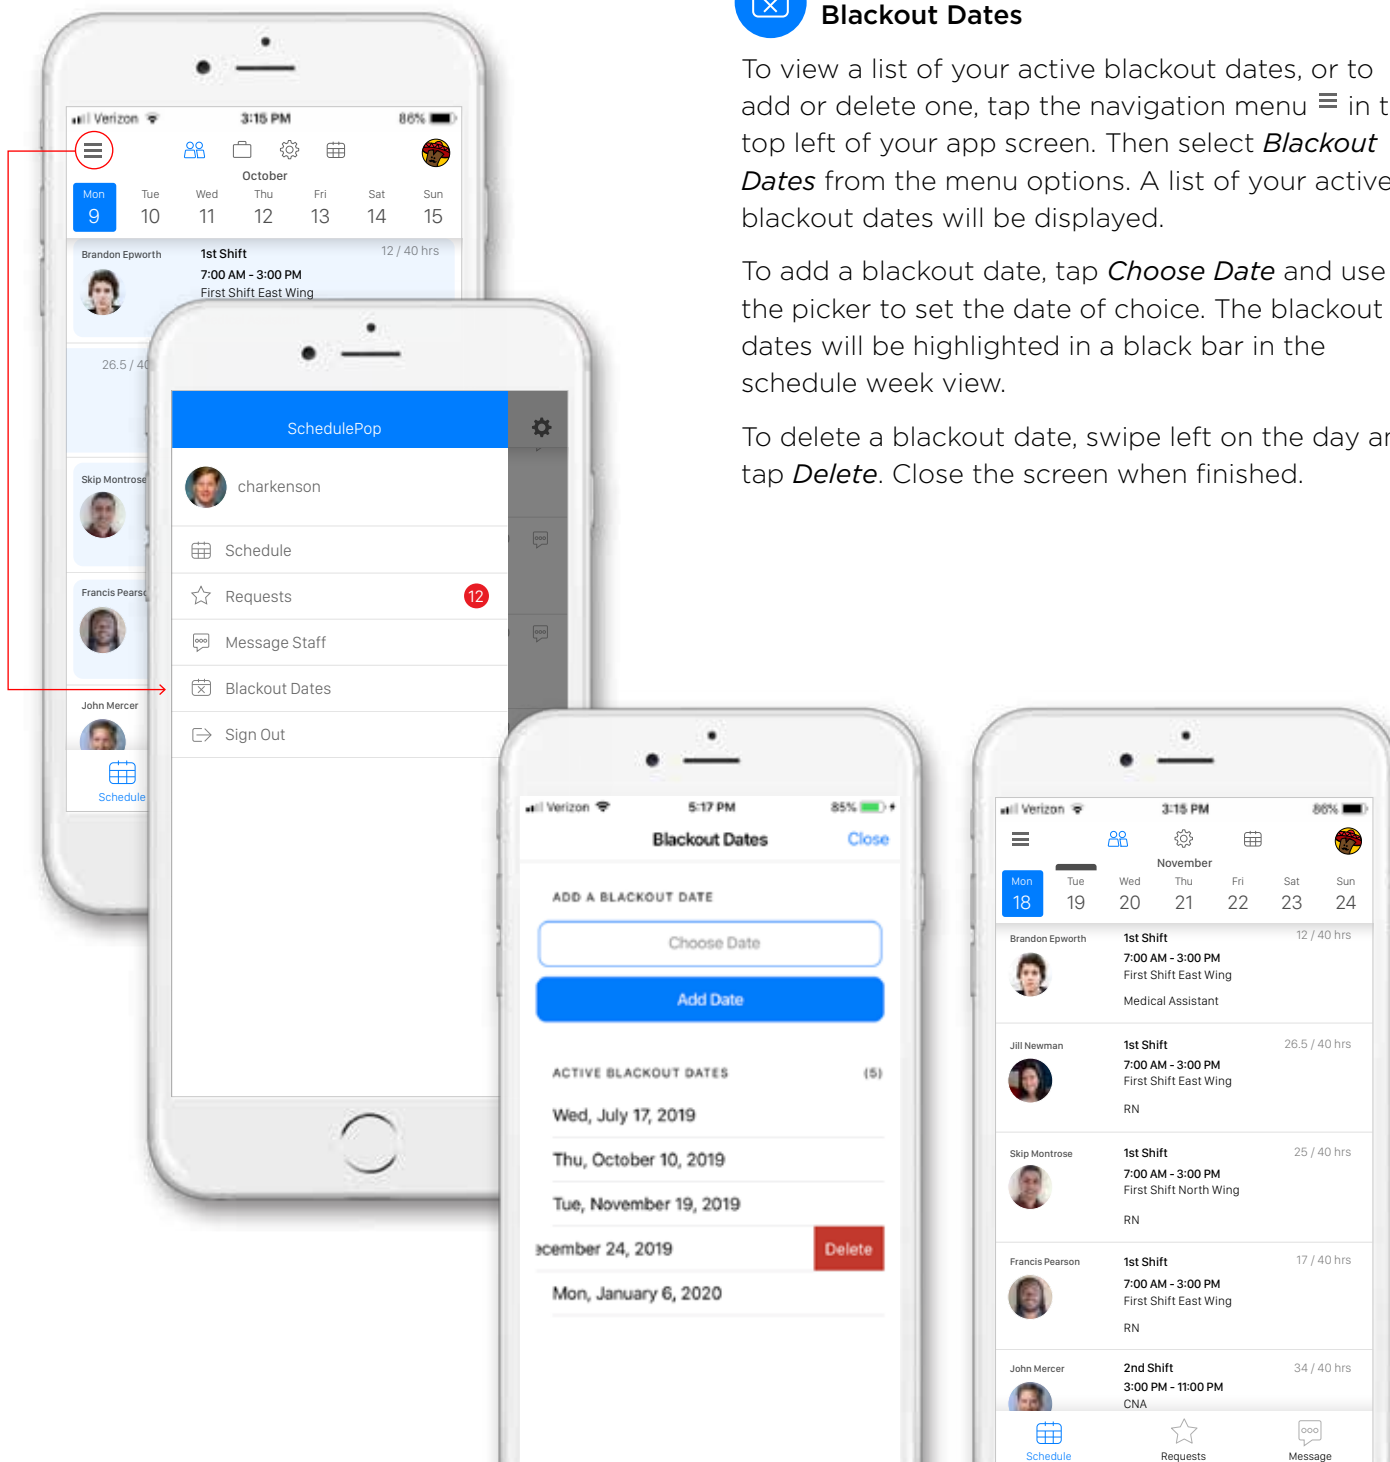 Blackout Dates
To view a list of your active blackout dates, or to
add or delete one, tap the navigation menu ≡ in t
top left of your app screen. Then select Blackout
Dates from the menu options. A list of your active
blackout dates will be displayed.
To add a blackout date, tap Choose Date and use
the picker to set the date of choice. The blackout
dates will be highlighted in a black bar in the
schedule week view.
To delete a blackout date, swipe left on the day a
tap Delete. Close the screen when finished.
Verizon 3:15 PM 86%
October
Mon Tue Wed Thu Fri Sat Sun
9 10 11 12 13 14 15
Brandon Epworth 1st Shift 12 / 40 hrs
7:00 AM - 3:00 PM
First Shift East Wing
26.5 / 40
Skip Montrose
Francis Pearso
John Mercer
Schedule
SchedulePop
charkenson
Schedule
Requests 12
Message Staff
Blackout Dates
Sign Out
Verizon 5:17 PM 85%
Blackout Dates Close
ADD A BLACKOUT DATE
Choose Date
Add Date
ACTIVE BLACKOUT DATES (5)
Wed, July 17, 2019
Thu, October 10, 2019
Tue, November 19, 2019
ecember 24, 2019 Delete
Mon, January 6, 2020
Verizon 3:15 PM 86%
November
Mon Tue Wed Thu Fri Sat Sun
18 19 20 21 22 23 24
Brandon Epworth 1st Shift 12 / 40 hrs
7:00 AM - 3:00 PM
First Shift East Wing
Medical Assistant
Jill Newman 1st Shift 26.5 / 40 hrs
7:00 AM - 3:00 PM
First Shift East Wing
RN
Skip Montrose 1st Shift 25 / 40 hrs
7:00 AM - 3:00 PM
First Shift North Wing
RN
Francis Pearson 1st Shift 17 / 40 hrs
7:00 AM - 3:00 PM
First Shift East Wing
RN
John Mercer 2nd Shift 34 / 40 hrs
3:00 PM - 11:00 PM
CNA
Schedule Requests Message